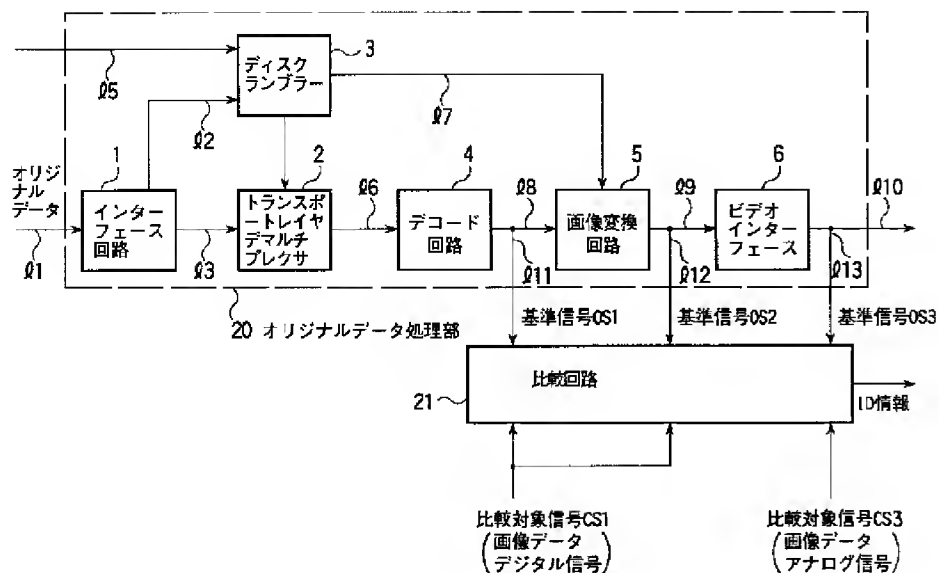 3
ディスク
ランブラー
ℓ5
ℓ7
ℓ2
オリジ
ナル
データ
1
2
4
5
6
ℓ10
インター
フェース
回路
トランスポ
ートレイヤ
デマルチ
プレクサ
ℓ6
デコード
回路
ℓ8
画像変換
回路
ℓ9
ビデオ
インター
フェース
ℓ1
ℓ3
ℓ11
ℓ12
ℓ13
20 オリジナルデータ処理部
基準信号OS1
基準信号OS2
基準信号OS3
比較回路
21
ID情報
比較対象信号CS1
(画像データ
デジタル信号)
比較対象信号CS3
(画像データ
アナログ信号)